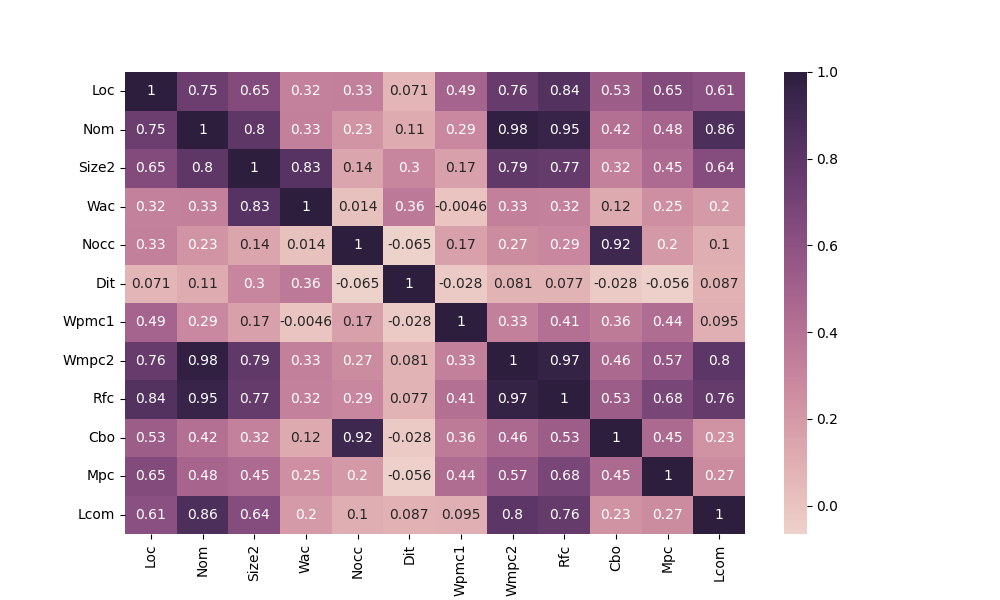 Loc 1 0.75 0.65 0.32 0.33 0.071 0.49 0.76 0.84 0.53 0.65 0.61
Nom 0.75 1 0.8 0.33 0.23 0.11 0.29 0.98 0.95 0.42 0.48 0.86
Size2 0.65 0.8 1 0.83 0.14 0.3 0.17 0.79 0.77 0.32 0.45 0.64
Wac 0.32 0.33 0.83 1 0.014 0.36 -0.0046 0.33 0.32 0.12 0.25 0.2
Nocc 0.33 0.23 0.14 0.014 1 -0.065 0.17 0.27 0.29 0.92 0.2 0.1
Dit 0.071 0.11 0.3 0.36 -0.065 1 -0.028 0.081 0.077 -0.028 -0.056 0.087
Wpmc1 0.49 0.29 0.17 -0.0046 0.17 -0.028 1 0.33 0.41 0.36 0.44 0.095
Wmpc2 0.76 0.98 0.79 0.33 0.27 0.081 0.33 1 0.97 0.46 0.57 0.8
Rfc 0.84 0.95 0.77 0.32 0.29 0.077 0.41 0.97 1 0.53 0.68 0.76
Cbo 0.53 0.42 0.32 0.12 0.92 -0.028 0.36 0.46 0.53 1 0.45 0.23
Mpc 0.65 0.48 0.45 0.25 0.2 -0.056 0.44 0.57 0.68 0.45 1 0.27
Lcom 0.61 0.86 0.64 0.2 0.1 0.087 0.095 0.8 0.76 0.23 0.27 1
Loc Nom Size2 Wac Nocc Dit Wpmc1 Wmpc2 Rfc Cbo Mpc Lcom
1.0
0.8
0.6
0.4
0.2
0.0